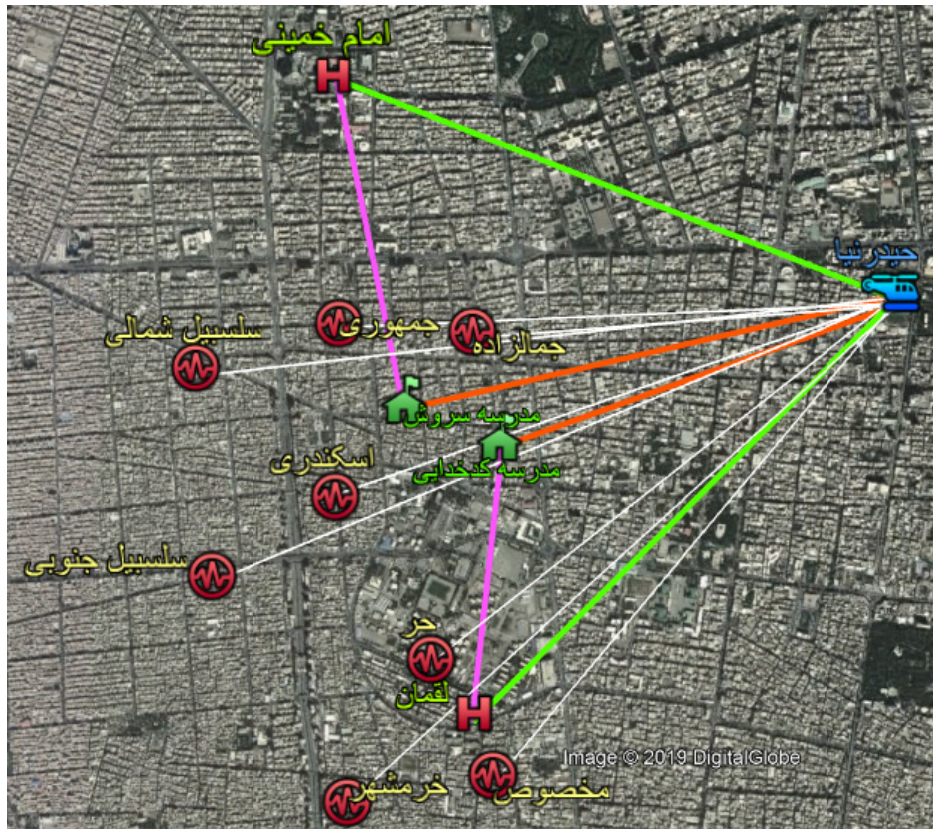 امام خمینی
H
حیدرنیا
جمهوری
جمالزاده
سلسبیل شمالی
مدرسه سروش
اسکندری
مدرسه کدخدایی
سلسبیل جنوبی
حر
لقمان
H
Image © 2019 DigitalGlobe
خرمشهر
مخصوص